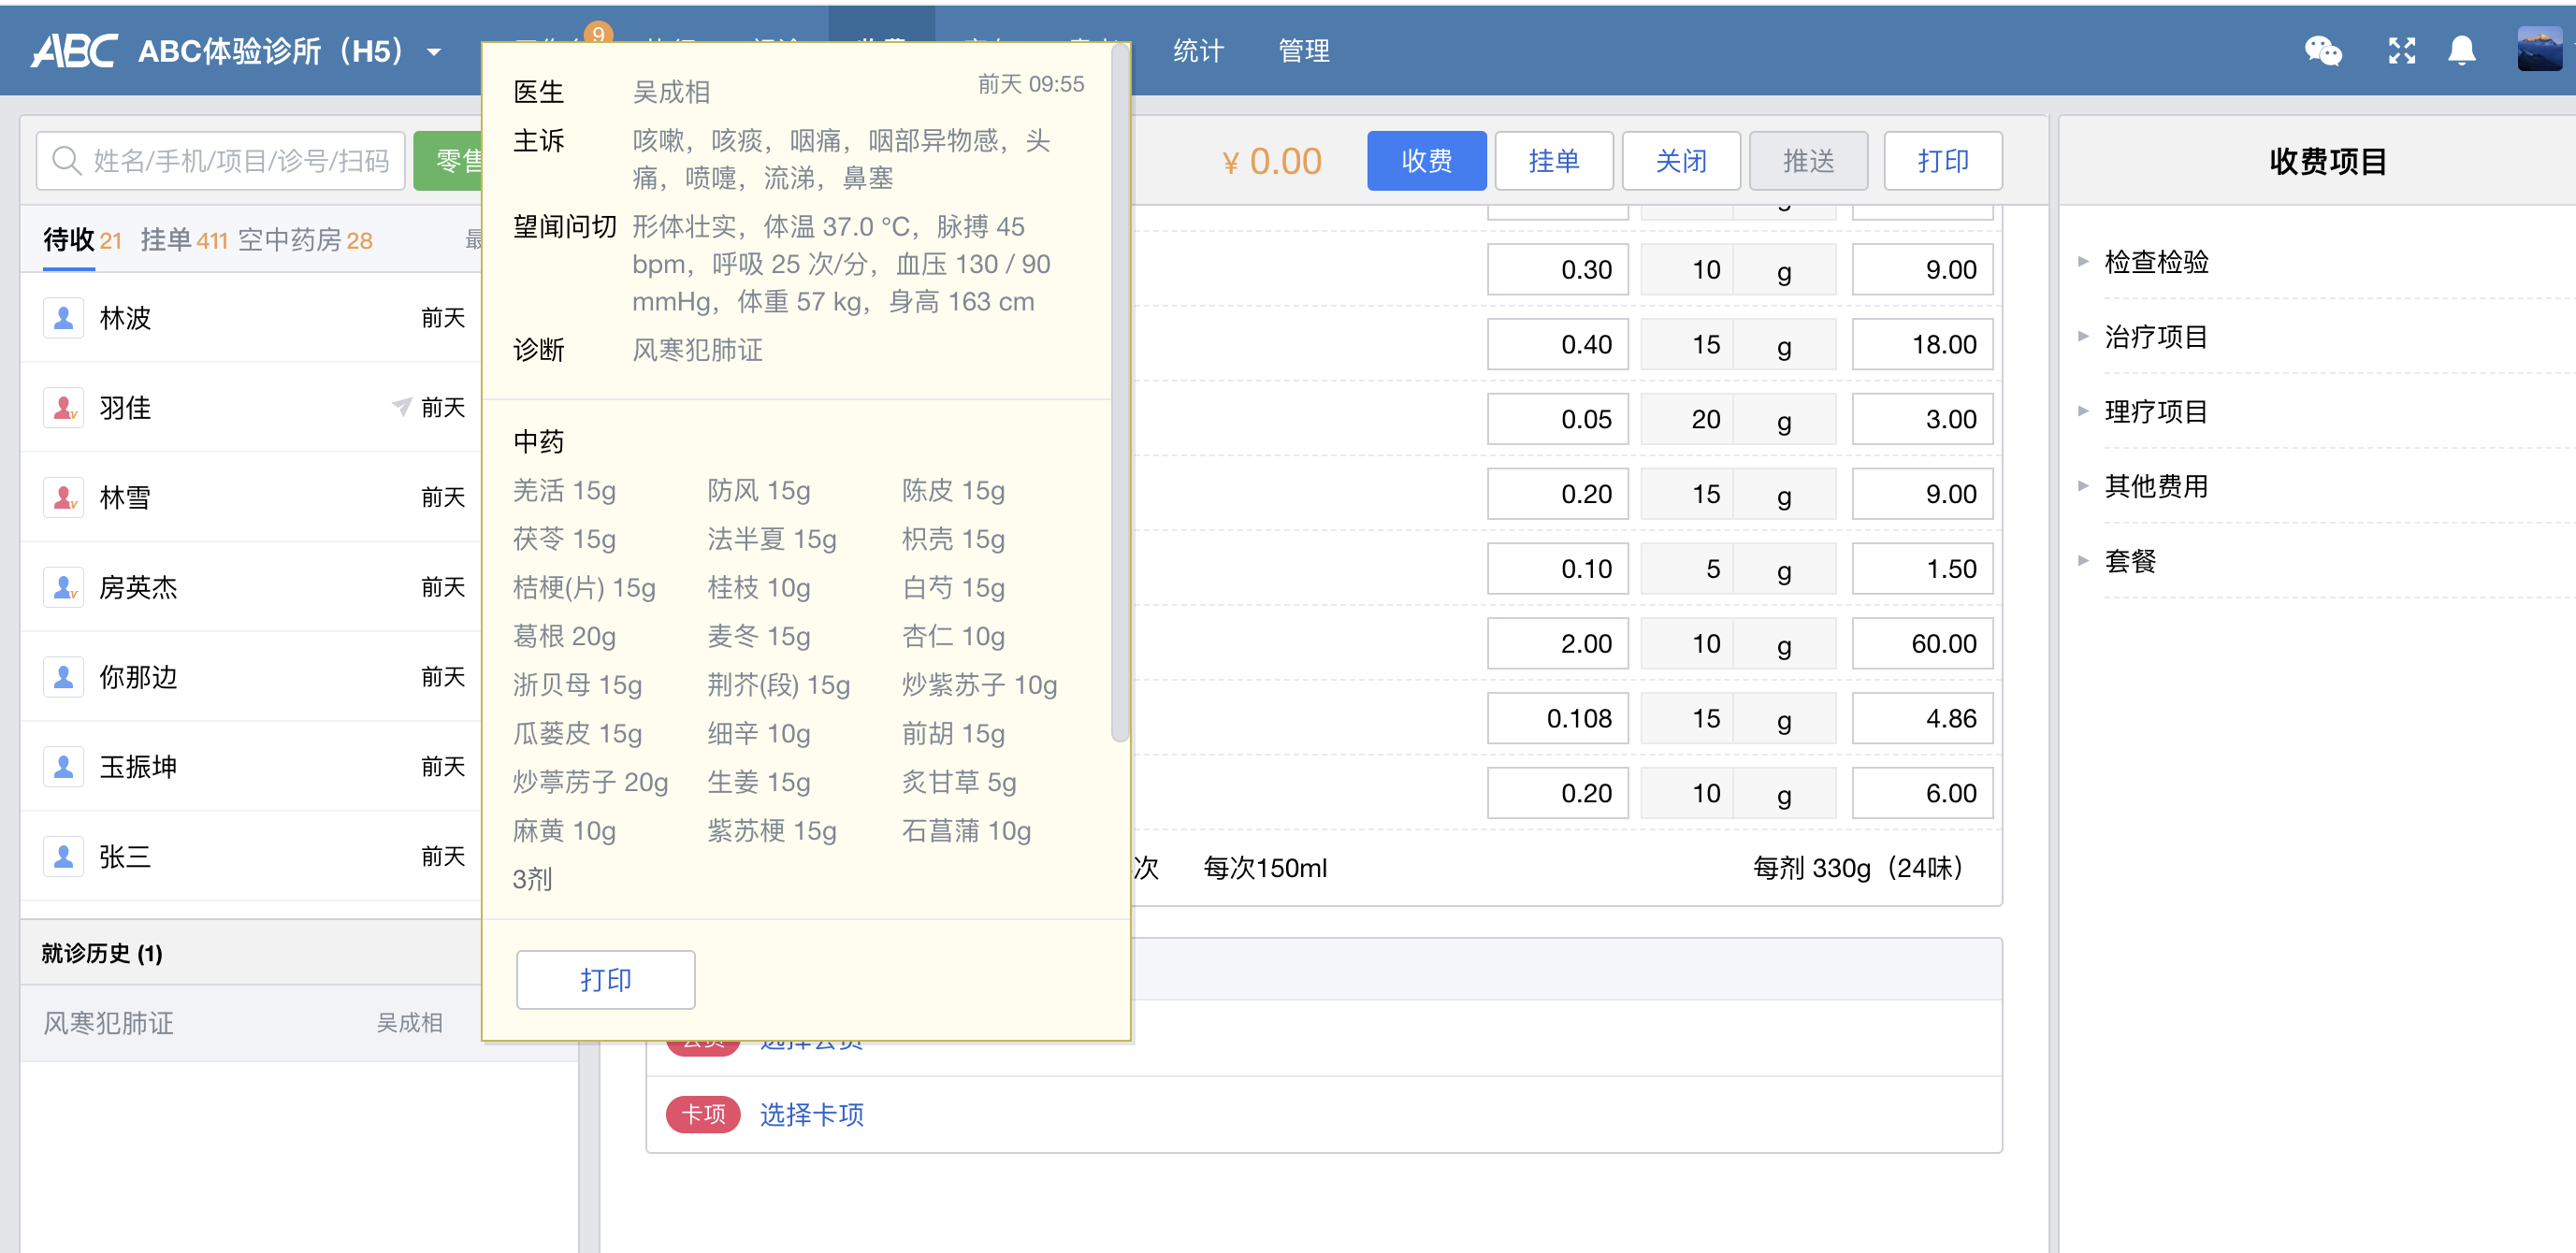 ABC ABC体验诊所（H5） 9 统计 管理
姓名/手机/项目/诊号/扫码 零售
待收 21 挂单 411 空中药房 28
林波 前天
羽佳 前天
林雪 前天
房英杰 前天
你那边 前天
玉振坤 前天
张三 前天
就诊历史 (1)
风寒犯肺证 吴成相
医生 吴成相 前天 09:55
主诉 咳嗽，咳痰，咽痛，咽部异物感，头
痛，喷嚏，流涕，鼻塞
望闻问切 形体壮实，体温 37.0 °C，脉搏 45
bpm，呼吸 25 次/分，血压 130 / 90
mmHg，体重 57 kg，身高 163 cm
诊断 风寒犯肺证
中药
羌活 15g 防风 15g 陈皮 15g
茯苓 15g 法半夏 15g 枳壳 15g
桔梗(片) 15g 桂枝 10g 白芍 15g
葛根 20g 麦冬 15g 杏仁 10g
浙贝母 15g 荆芥(段) 15g 炒紫苏子 10g
瓜蒌皮 15g 细辛 10g 前胡 15g
炒葶苈子 20g 生姜 15g 炙甘草 5g
麻黄 10g 紫苏梗 15g 石菖蒲 10g
3剂
打印
¥ 0.00 收费 挂单 关闭 推送 打印
0.30 10 g 9.00
0.40 15 g 18.00
0.05 20 g 3.00
0.20 15 g 9.00
0.10 5 g 1.50
2.00 10 g 60.00
0.108 15 g 4.86
0.20 10 g 6.00
次 每次150ml 每剂 330g（24味）
卡项 选择卡项
收费项目
检查检验
治疗项目
理疗项目
其他费用
套餐